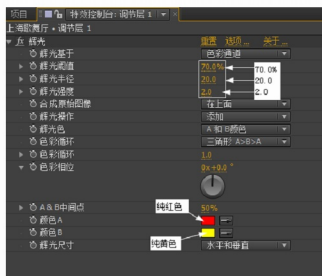 项目 特效控制台: 调节层 1
上海歌舞厅 • 调节层 1
fx 辉光 重置 选项... 关于...
辉光基于 色彩通道
辉光阈值 70.0% 70.0%
辉光半径 20.0 20.0
辉光强度 2.0 2.0
合成原始图像 在上面
辉光操作 添加
辉光色 A 和 B颜色
色彩循环 三角形 A>B>A
色彩循环 1.0
色彩相位 0x+0.0°
A & B中间点 50%
纯红色
颜色A
颜色B
纯黄色
辉光尺寸 水平和垂直